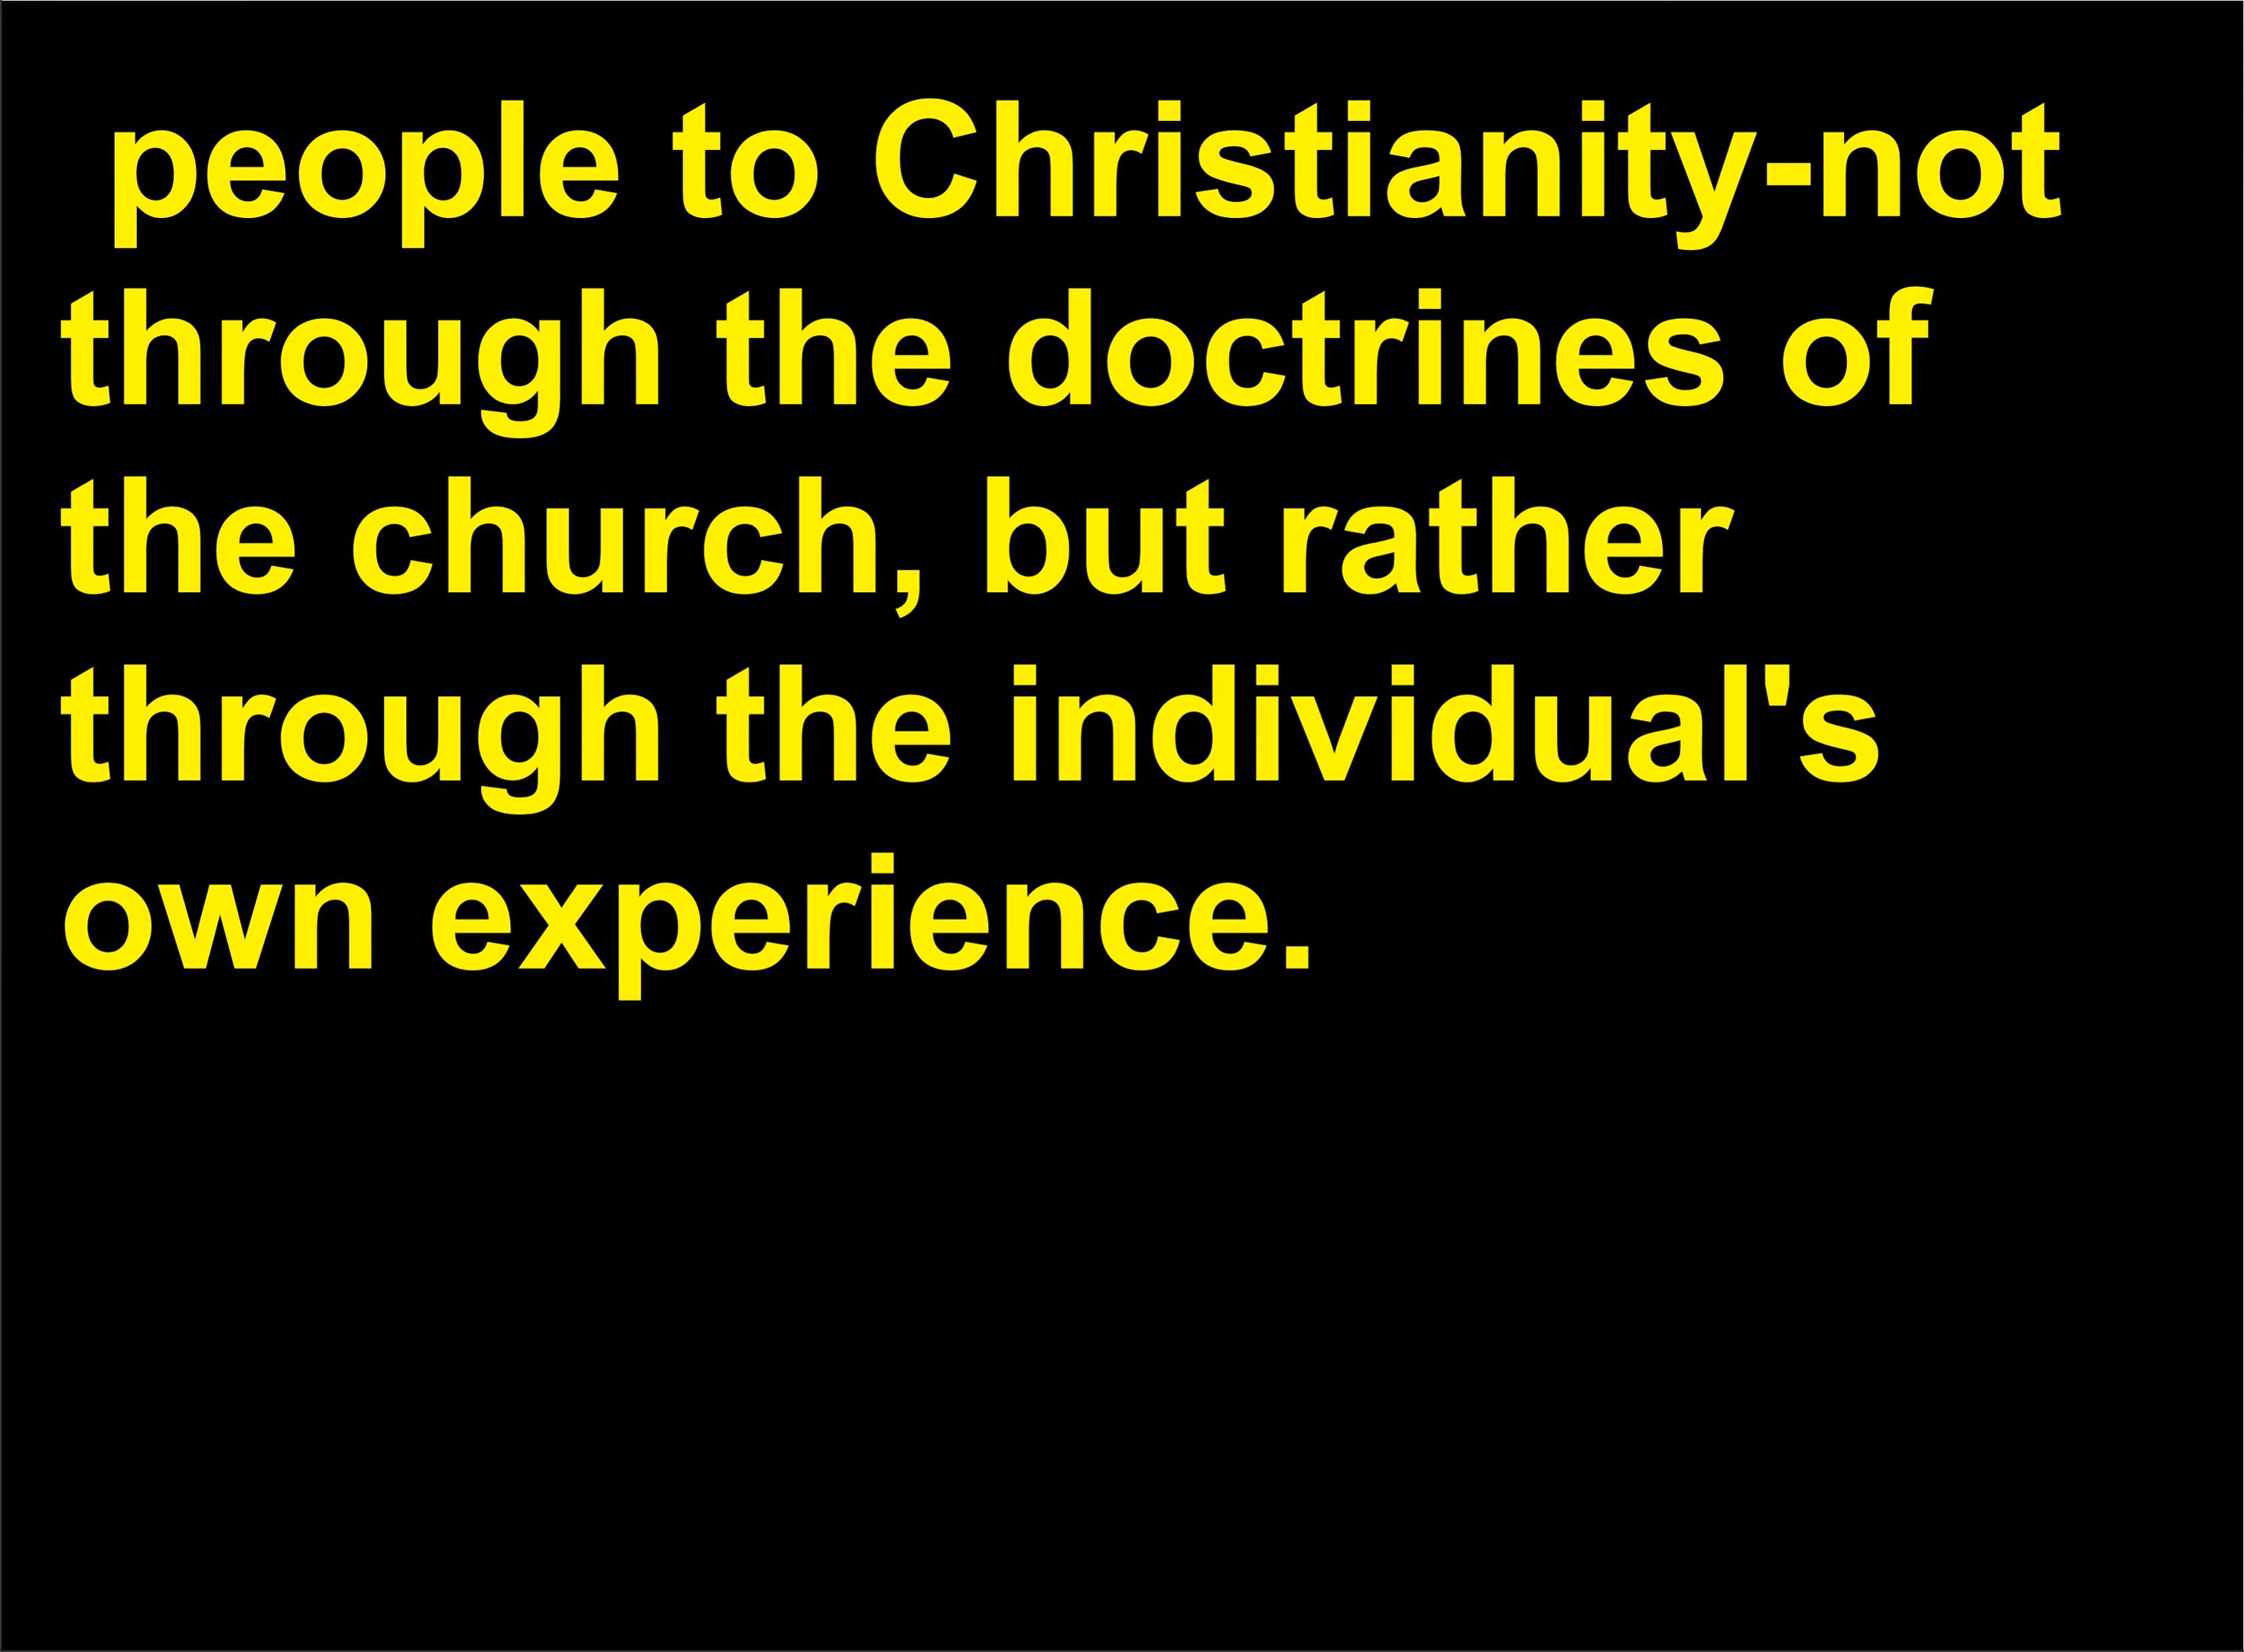 people to Christianity-not
through the doctrines of
the church, but rather
through the individual's
own experience.